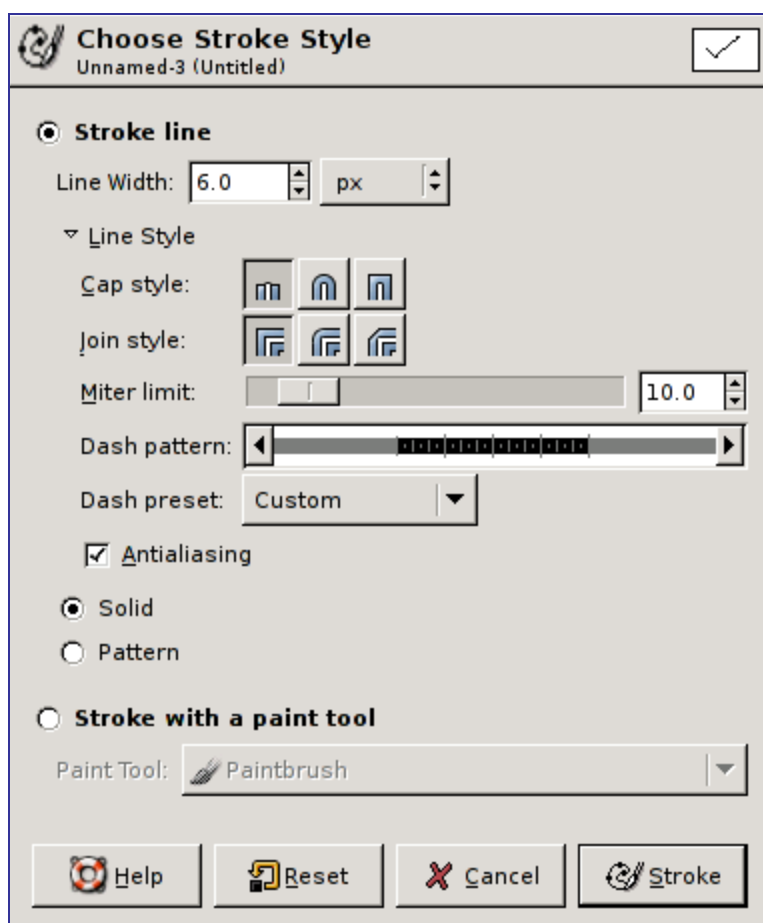 Choose Stroke Style
Unnamed-3 (Untitled)
Stroke line
Line Width: 6.0 px
Line Style
Cap style:
Join style:
Miter limit: 10.0
Dash pattern:
Dash preset: Custom
Antialiasing
Solid
Pattern
Stroke with a paint tool
Paint Tool: Paintbrush
Help Reset Cancel Stroke